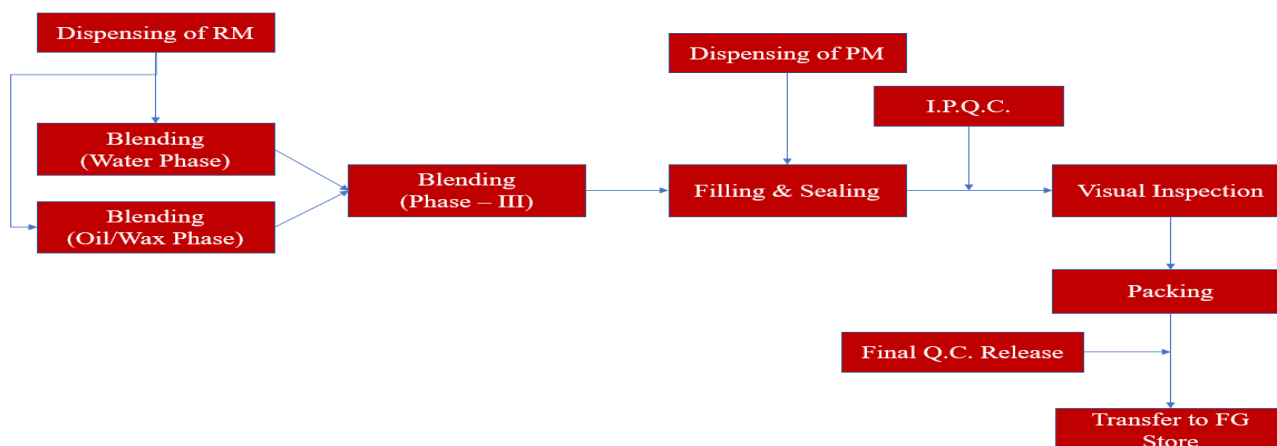 Dispensing of RM
Dispensing of PM
I.P.Q.C.
Blending
(Water Phase)
Blending
(Phase – III)
Filling & Sealing
Visual Inspection
Blending
(Oil/Wax Phase)
Packing
Final Q.C. Release
Transfer to FG
Store